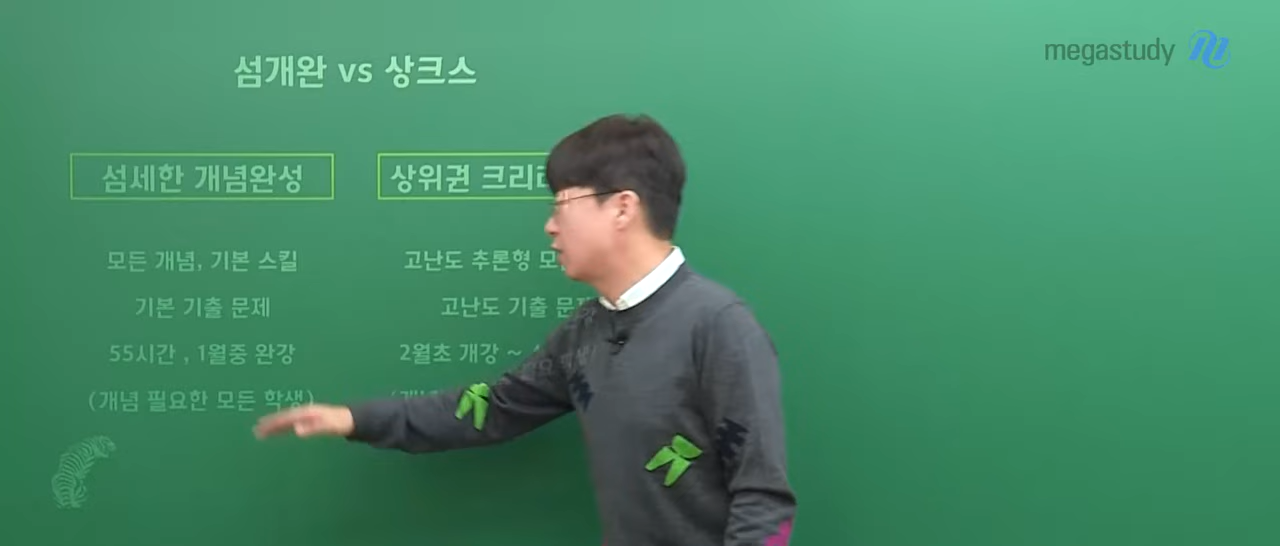 megastudy
섬개완 vs 상크스
섬세한 개념완성
상위권 크리
모든 개념, 기본 스킬
기본 기출 문제
55시간 , 1월중 완강
(개념 필요한 모든 학생)
고난도 추론형
고난도 기출 문제
2월초 개강 ~